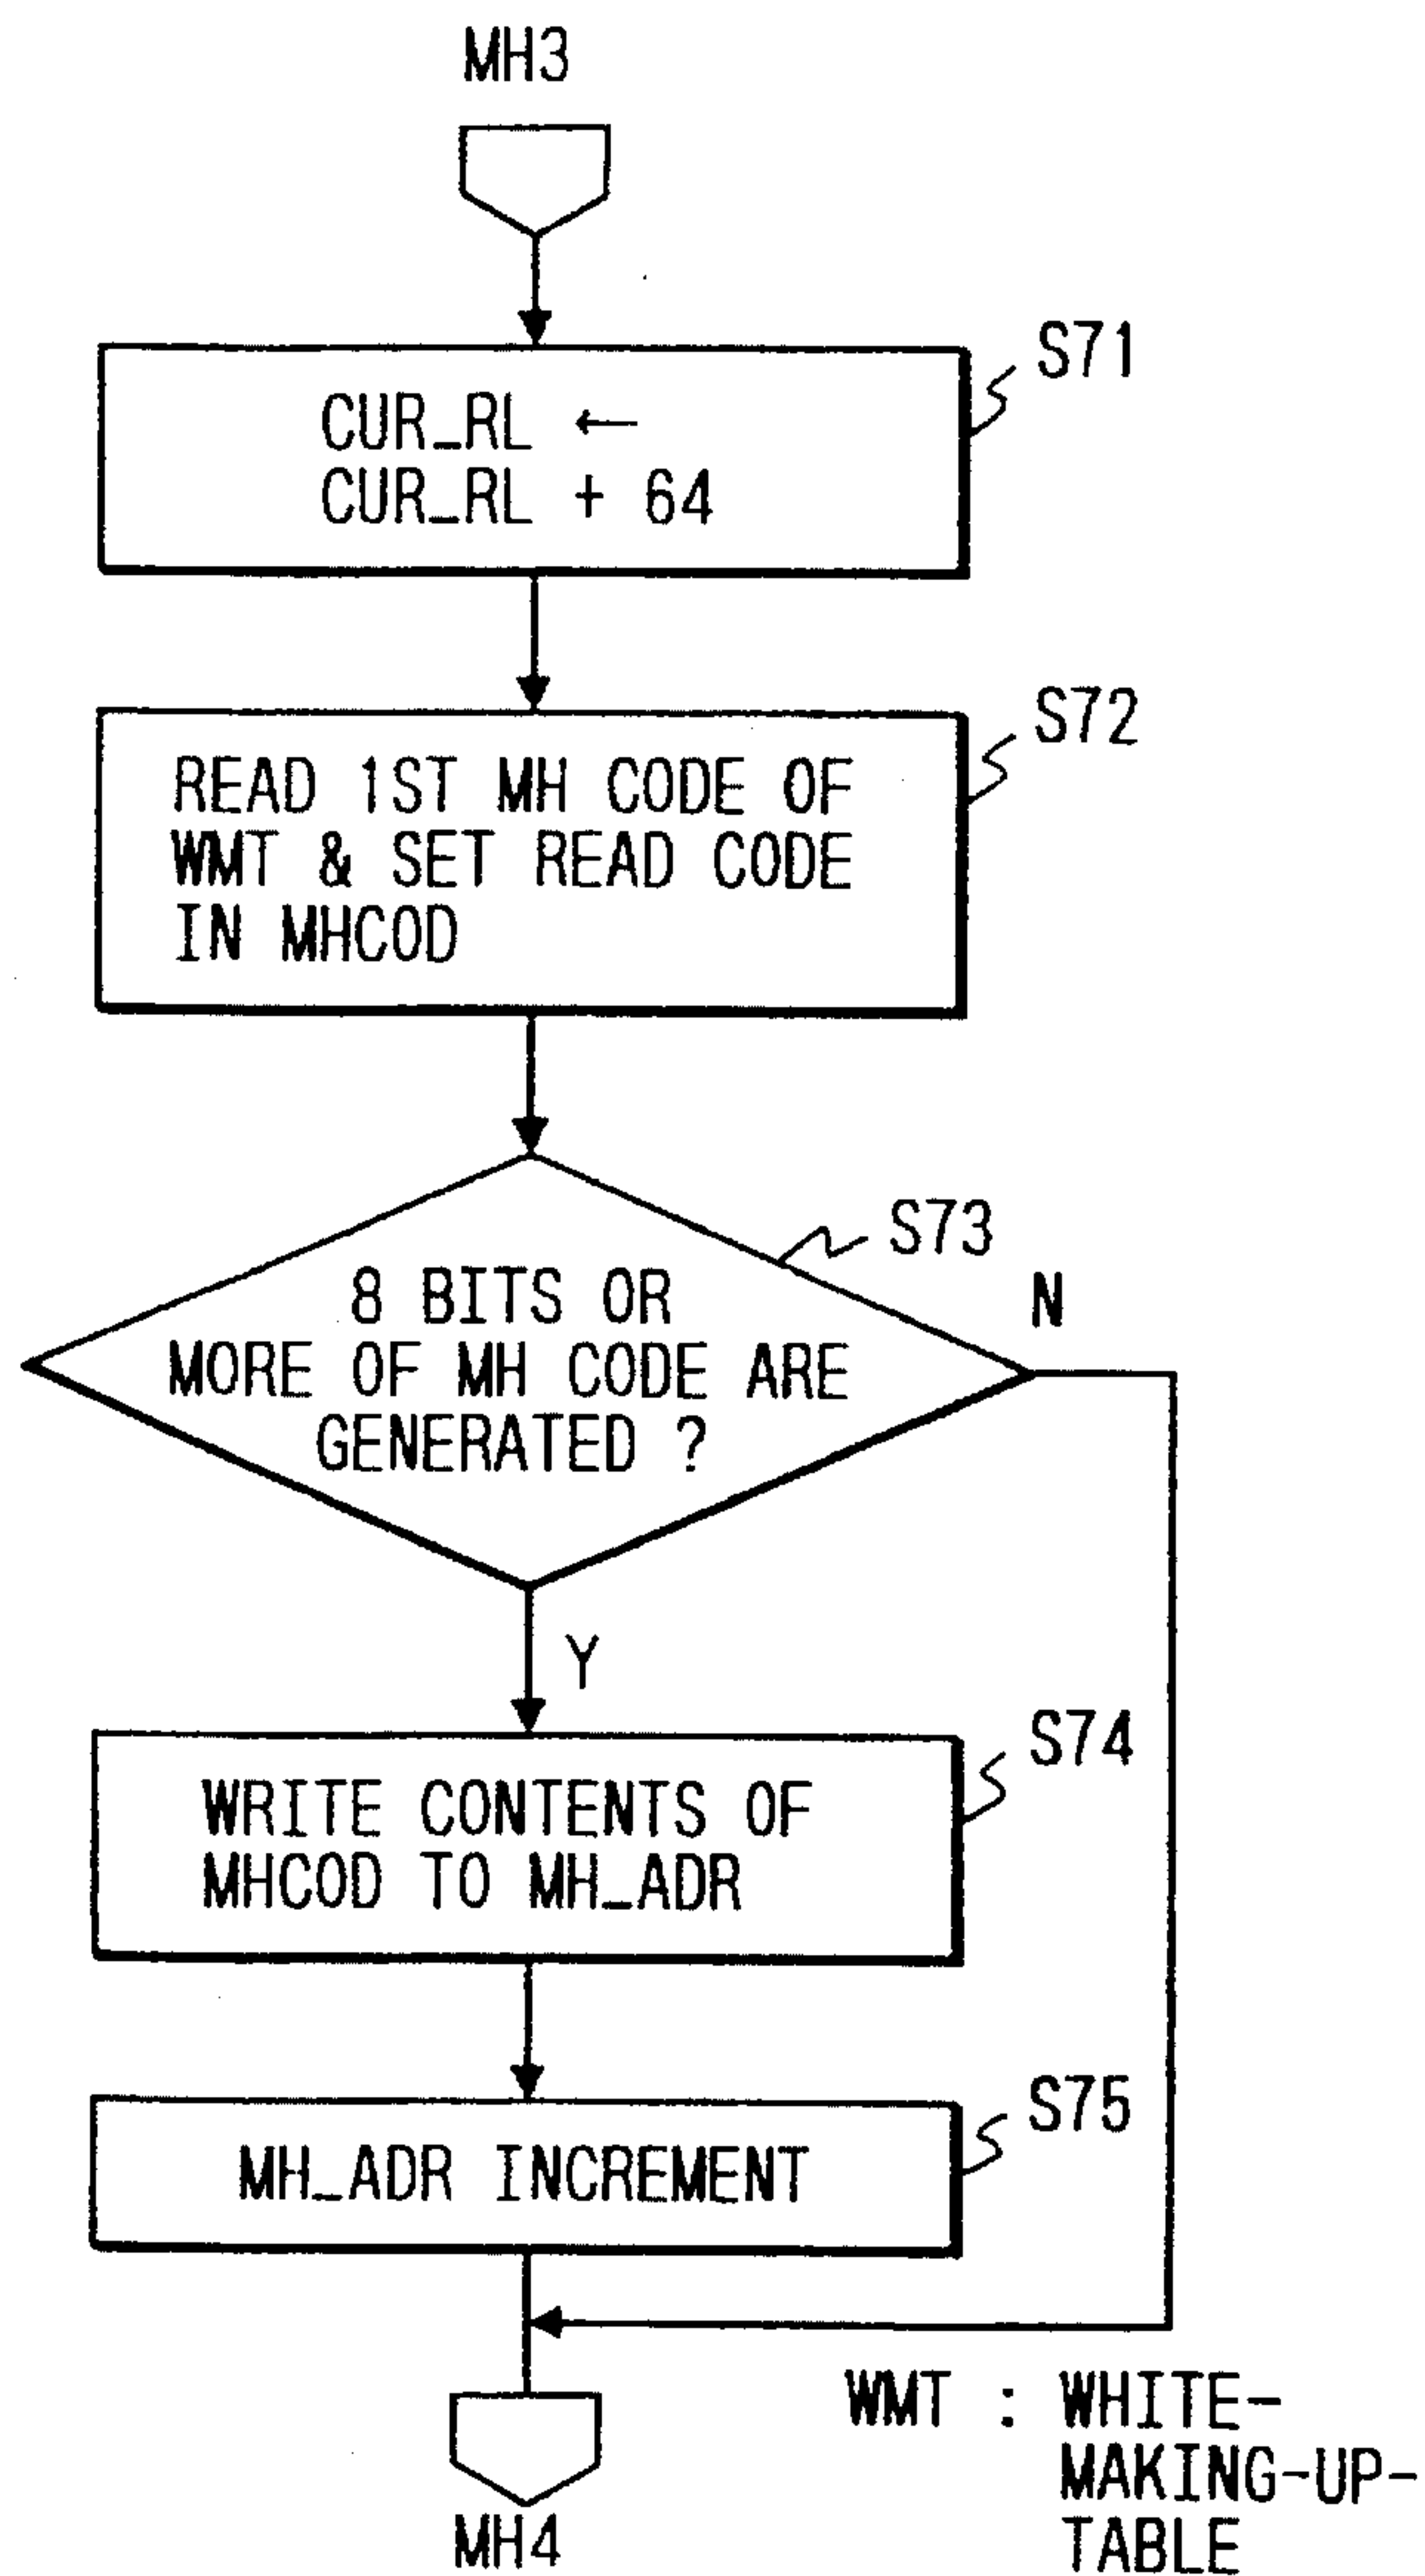 MH3
S71
CUR_RL ←
CUR_RL + 64
S72
READ 1ST MH CODE OF
WMT & SET READ CODE
IN MHCOD
S73
8 BITS OR
MORE OF MH CODE ARE
GENERATED ?
N
Y
S74
WRITE CONTENTS OF
MHCOD TO MH_ADR
S75
MH_ADR INCREMENT
WMT : WHITE-
MAKING-UP-
TABLE
MH4